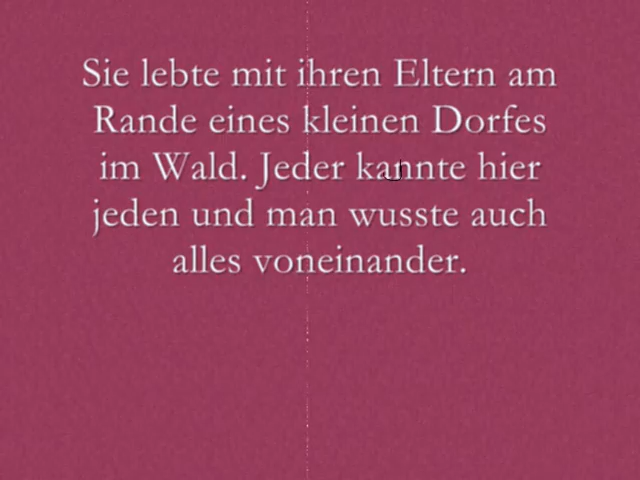 Sie lebte mit ihren Eltern am
Rande eines kleinen Dorfes
im Wald. Jeder kannte hier
jeden und man wusste auch
alles voneinander.